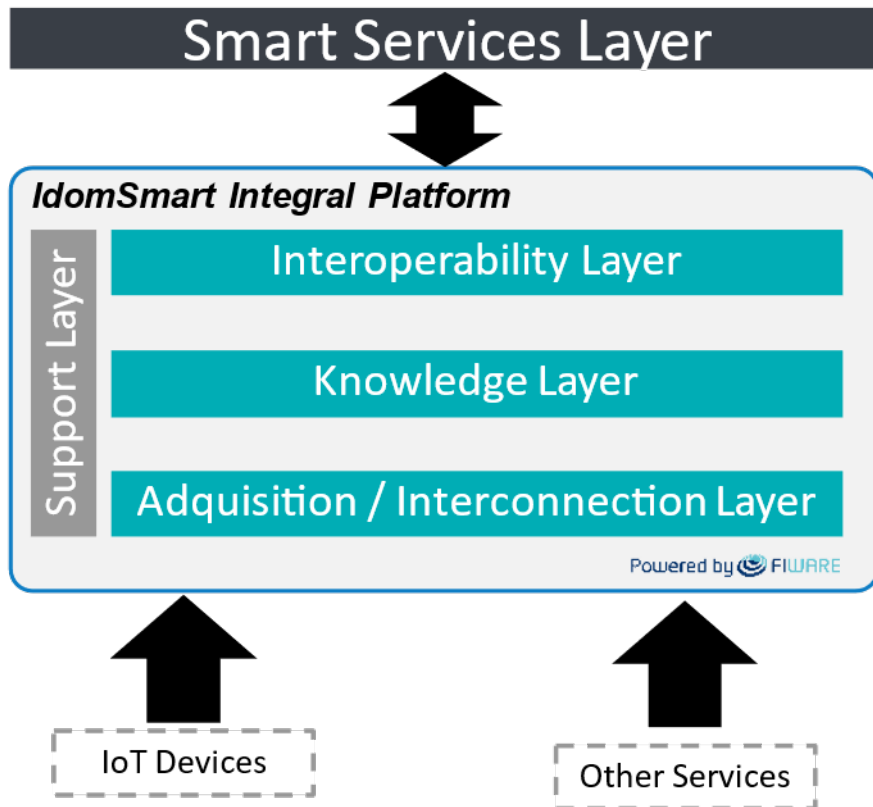 Smart Services Layer
IdomSmart Integral Platform
Support Layer
Interoperability Layer
Knowledge Layer
Adquisition / Interconnection Layer
Powered by FIWARE
IoT Devices
Other Services